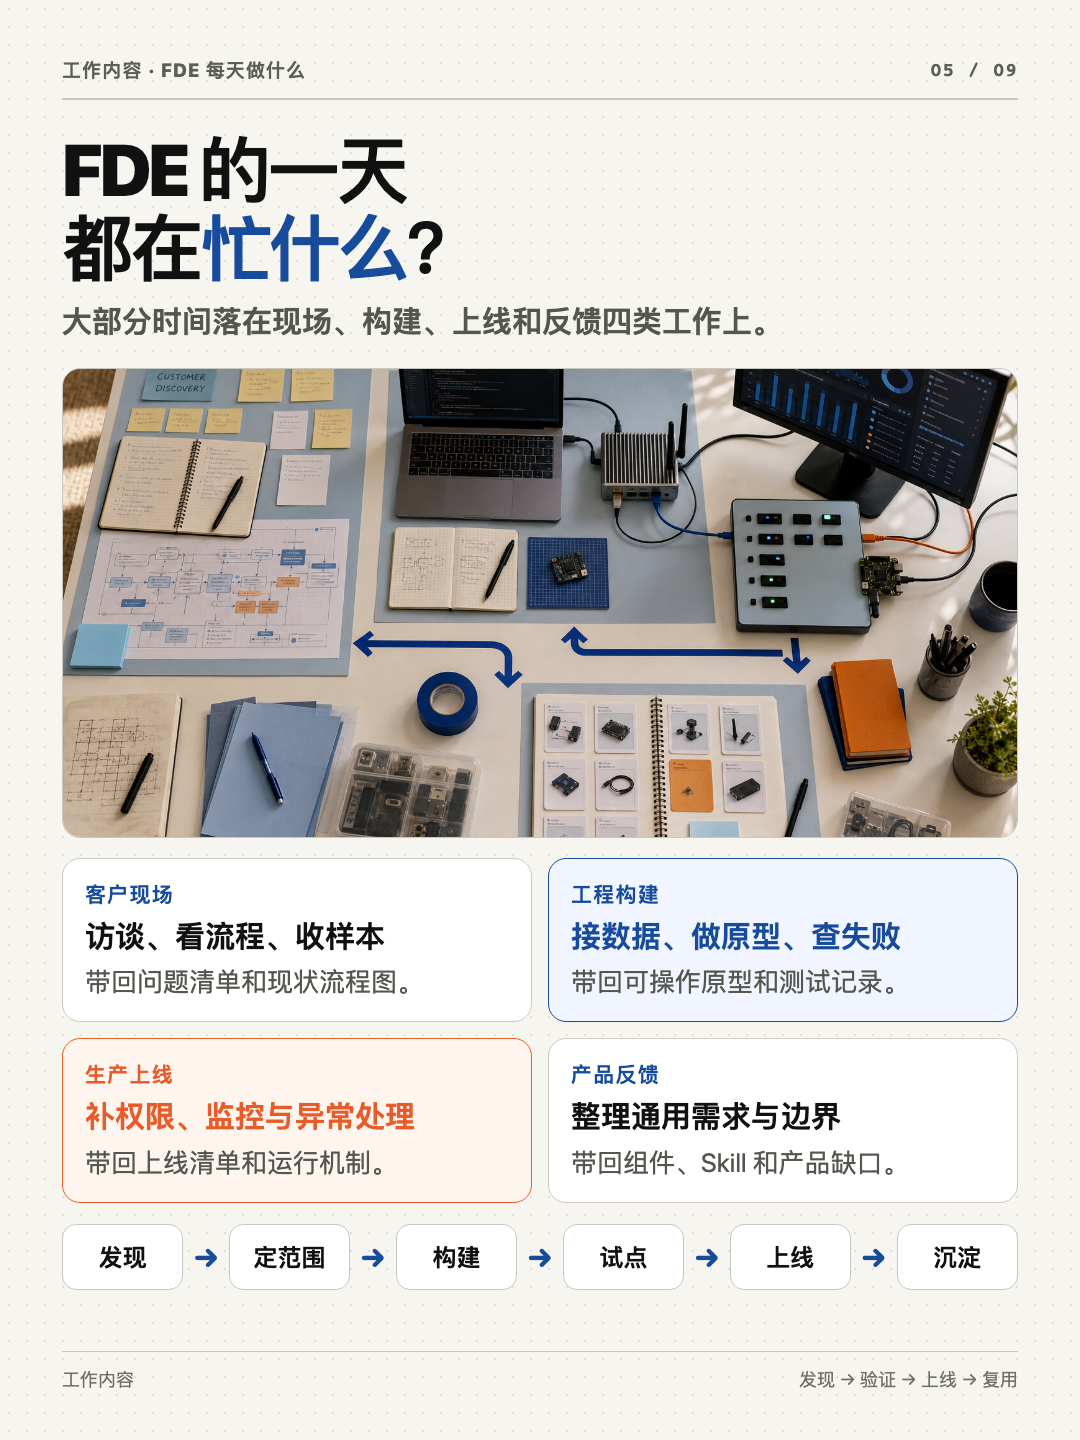 工作内容 · FDE 每天做什么
05 / 09
FDE 的一天
都在忙什么?
大部分时间落在现场、构建、上线和反馈四类工作上。
CUSTOMER
DISCOVERY
客户现场
访谈、看流程、收样本
带回问题清单和现状流程图。
工程构建
接数据、做原型、查失败
带回可操作原型和测试记录。
生产上线
补权限、监控与异常处理
带回上线清单和运行机制。
产品反馈
整理通用需求与边界
带回组件、Skill 和产品缺口。
发现 → 定范围 → 构建 → 试点 → 上线 → 沉淀
工作内容
发现 → 验证 → 上线 → 复用